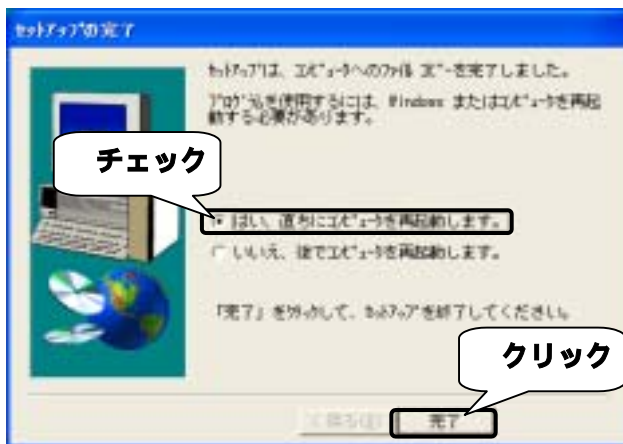 セットアップの完了
セットアップは、コンピュータへのファイル コピーを完了しました。
プログラムを使用するには、Windows またはコンピュータを再起
動する必要があります。
チェック
はい、直ちにコンピュータを再起動します。
いいえ、後でコンピュータを再起動します。
「完了」をクリックして、セットアップを終了してください。
クリック
< 戻る(B)
完了